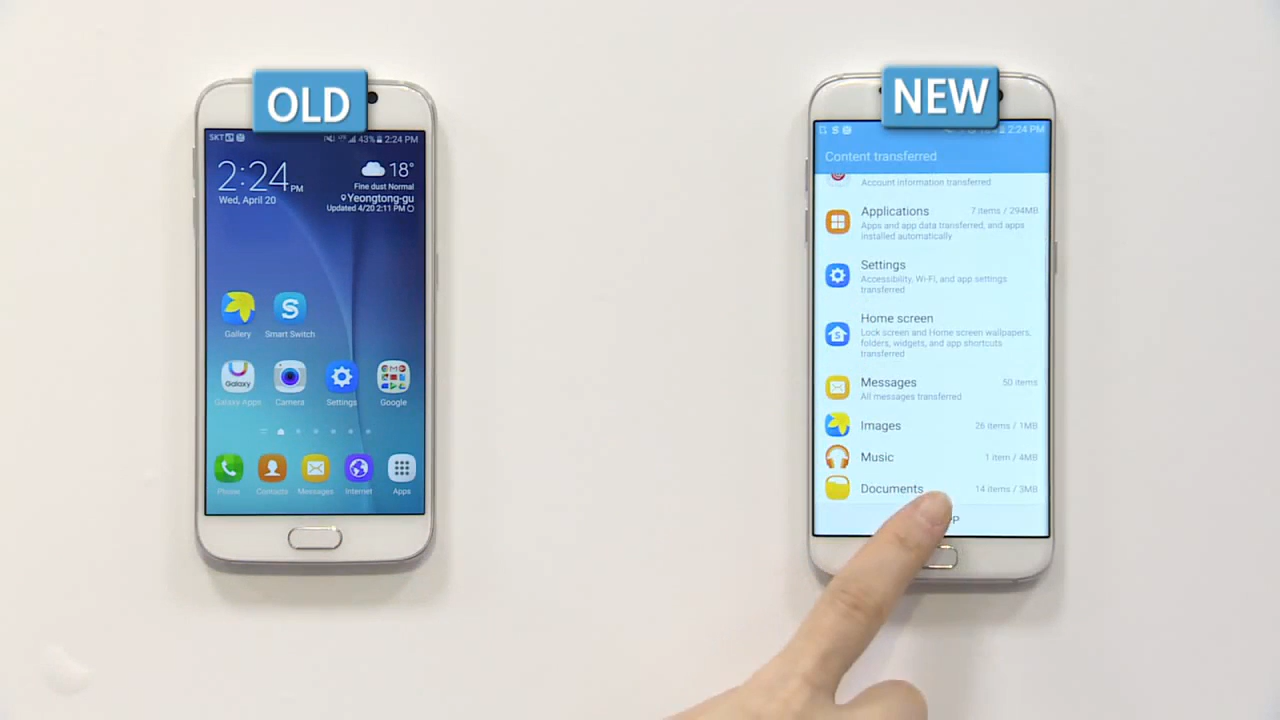 OLD
SKT
43% 2:24 PM
2:24 PM
Wed, April 20
18°
Fine dust Normal
Yeongtong-gu
Updated 4/20 2:11 PM
Gallery
Smart Switch
Galaxy
Galaxy Apps
Camera
Settings
Google
Phone
Contacts
Messages
Internet
Apps
NEW
2:24 PM
Content transferred
Account information transferred
Applications 7 items / 294MB
Apps and app data transferred, and apps
installed automatically
Settings
Accessibility, Wi-Fi, and app settings
transferred
Home screen
Lock screen and Home screen wallpapers,
folders, widgets, and app shortcuts
transferred
Messages 50 items
All messages transferred
Images 26 items / 1MB
Music 1 item / 4MB
Documents 14 items / 3MB